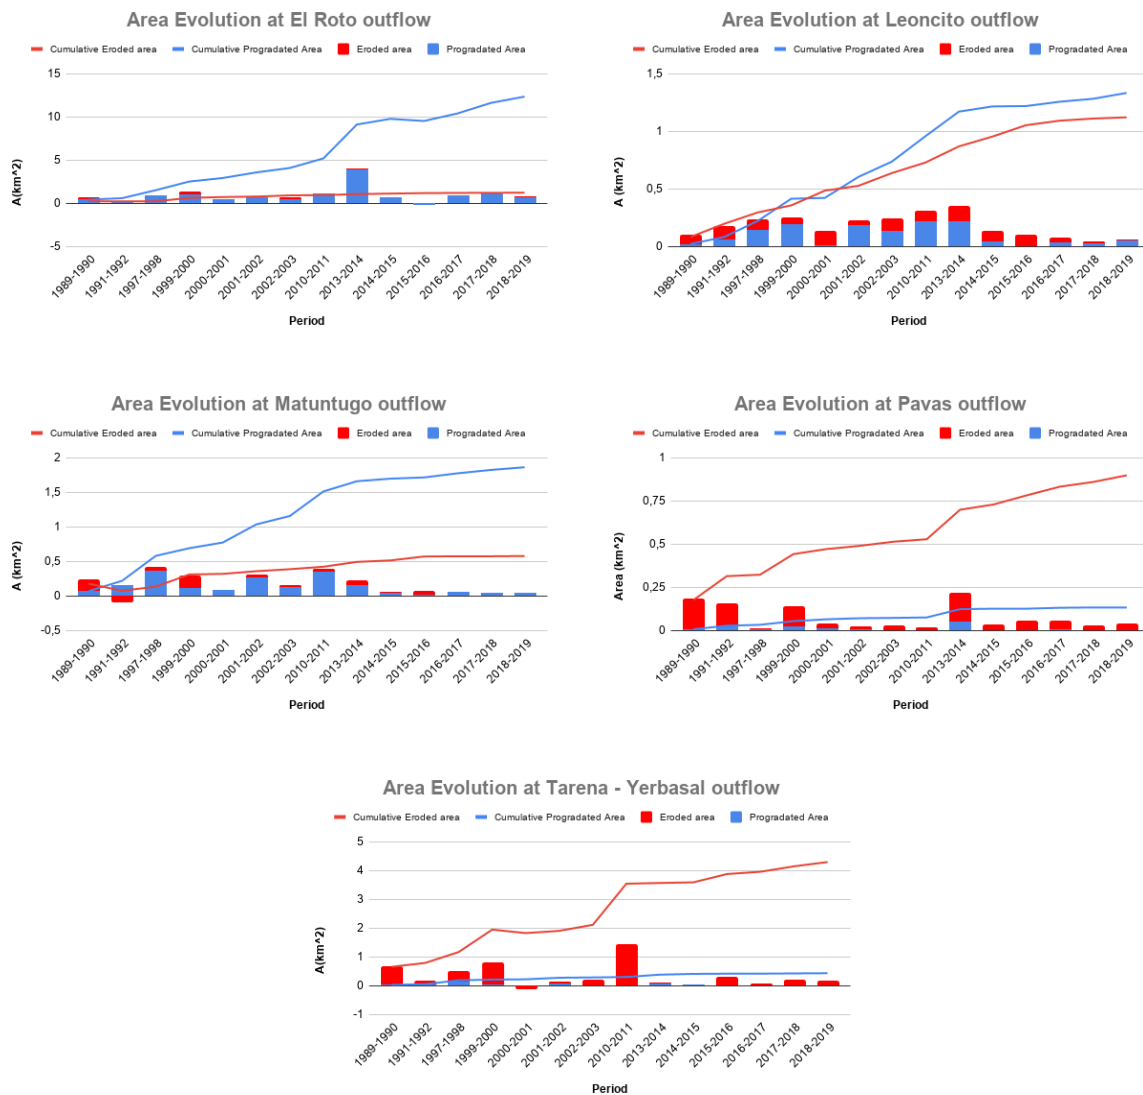 Area Evolution at El Roto outflow
Cumulative Eroded area Cumulative Progradated Area Eroded area Progradated Area
15
10
5
0
-5
A(km^2)
1989-1990 1991-1992 1997-1998 1999-2000 2000-2001 2001-2002 2002-2003 2010-2011 2013-2014 2014-2015 2015-2016 2016-2017 2017-2018 2018-2019
Period
Area Evolution at Leoncito outflow
Cumulative Eroded area Cumulative Progradated Area Eroded area Progradated Area
1,5
1
0,5
0
A (km^2)
1989-1990 1991-1992 1997-1998 1999-2000 2000-2001 2001-2002 2002-2003 2010-2011 2013-2014 2014-2015 2015-2016 2016-2017 2017-2018 2018-2019
Period
Area Evolution at Matuntugo outflow
Cumulative Eroded area Cumulative Progradated Area Eroded area Progradated Area
2
1,5
1
0,5
0
-0,5
A (km^2)
1989-1990 1991-1992 1997-1998 1999-2000 2000-2001 2001-2002 2002-2003 2010-2011 2013-2014 2014-2015 2015-2016 2016-2017 2017-2018 2018-2019
Period
Area Evolution at Pavas outflow
Cumulative Eroded area Cumulative Progradated Area Eroded area Progradated Area
1
0,75
0,5
0,25
0
Area (km^2)
1989-1990 1991-1992 1997-1998 1999-2000 2000-2001 2001-2002 2002-2003 2010-2011 2013-2014 2014-2015 2015-2016 2016-2017 2017-2018 2018-2019
Period
Area Evolution at Tarena - Yerbasal outflow
Cumulative Eroded area Cumulative Progradated Area Eroded area Progradated Area
5
4
3
2
1
0
-1
A(km^2)
1989-1990 1991-1992 1997-1998 1999-2000 2000-2001 2001-2002 2002-2003 2010-2011 2013-2014 2014-2015 2015-2016 2016-2017 2017-2018 2018-2019
Period